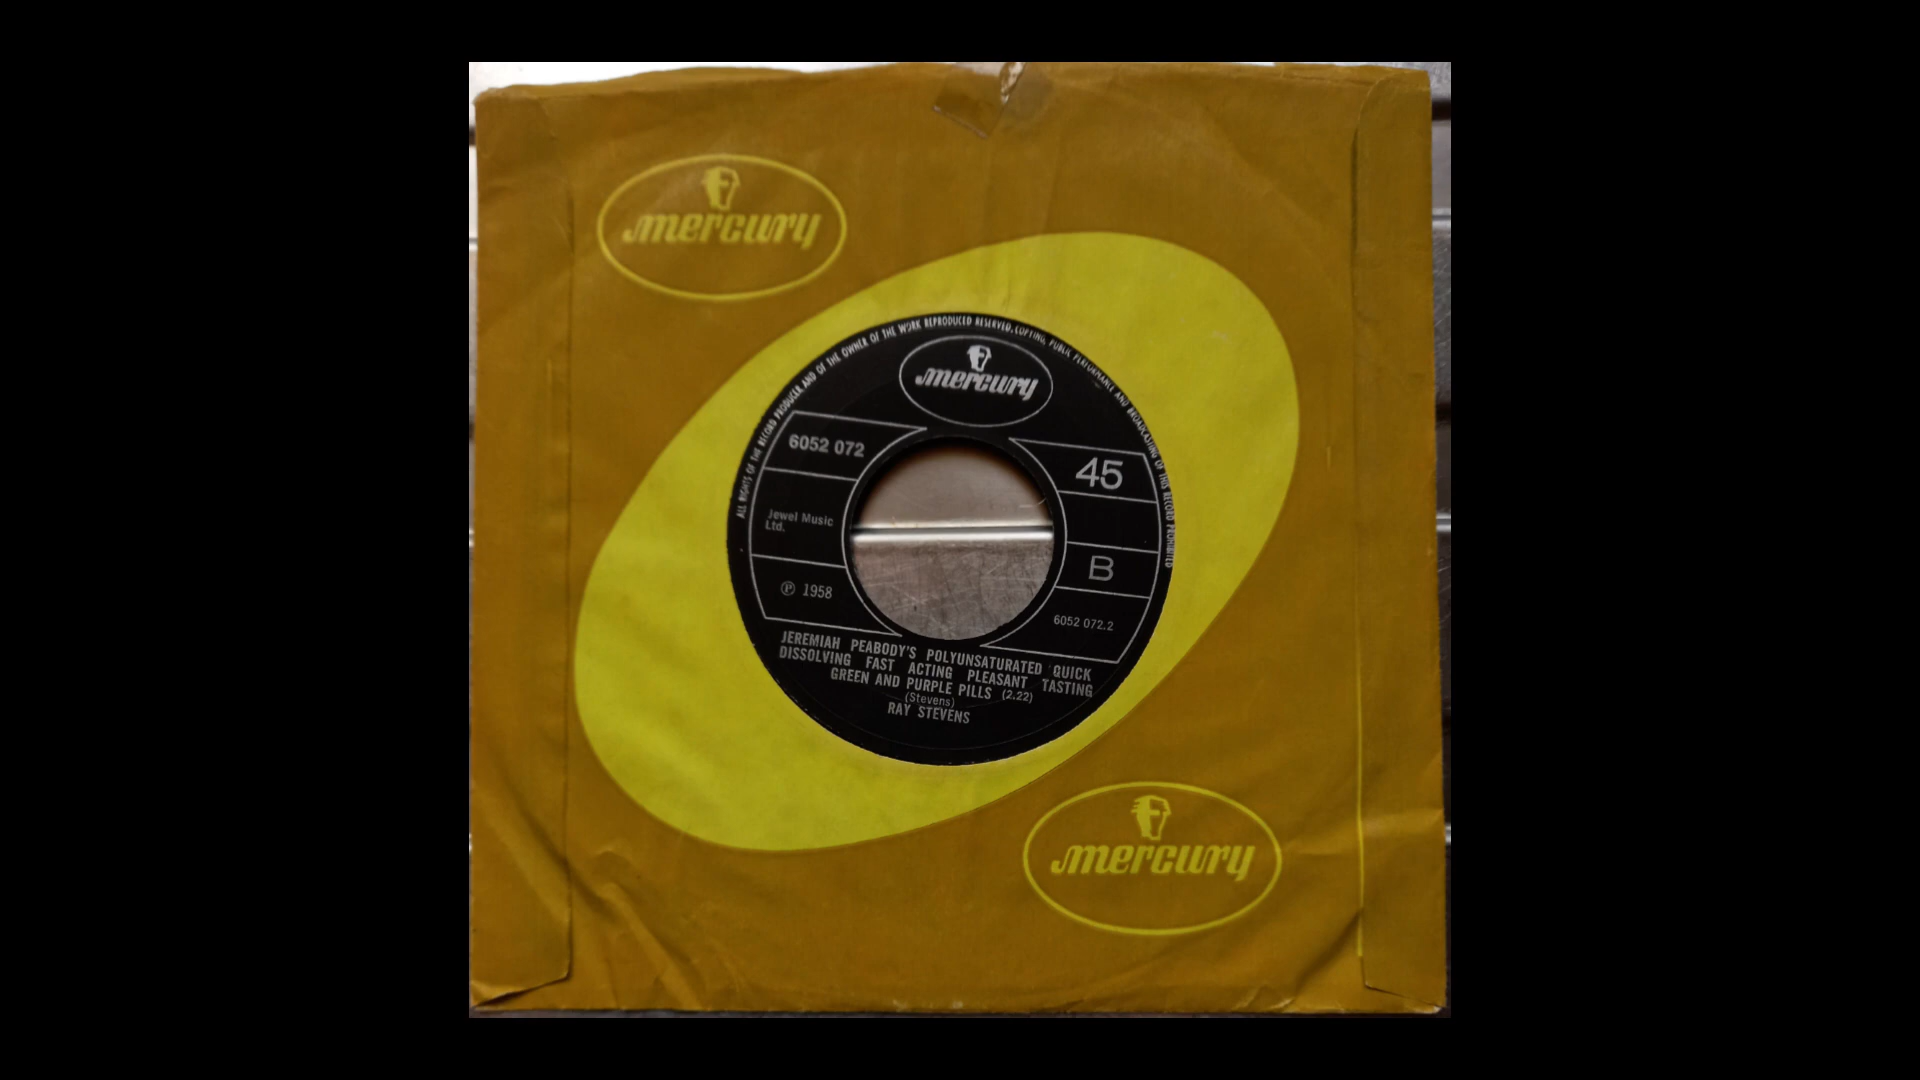 mercury
ALL RIGHTS OF THE RECORD PRODUCER AND OF THE OWNER OF THE WORK REPRODUCED RESERVED. COPYING, PUBLIC PERFORMANCE AND BROADCASTING OF THIS RECORD PROHIBITED
mercury
6052 072
45
Jewel Music
Ltd.
B
℗ 1958
6052 072.2
JEREMIAH PEABODY'S POLYUNSATURATED QUICK
DISSOLVING FAST ACTING PLEASANT TASTING
GREEN AND PURPLE PILLS (2.22)
(Stevens)
RAY STEVENS
mercury